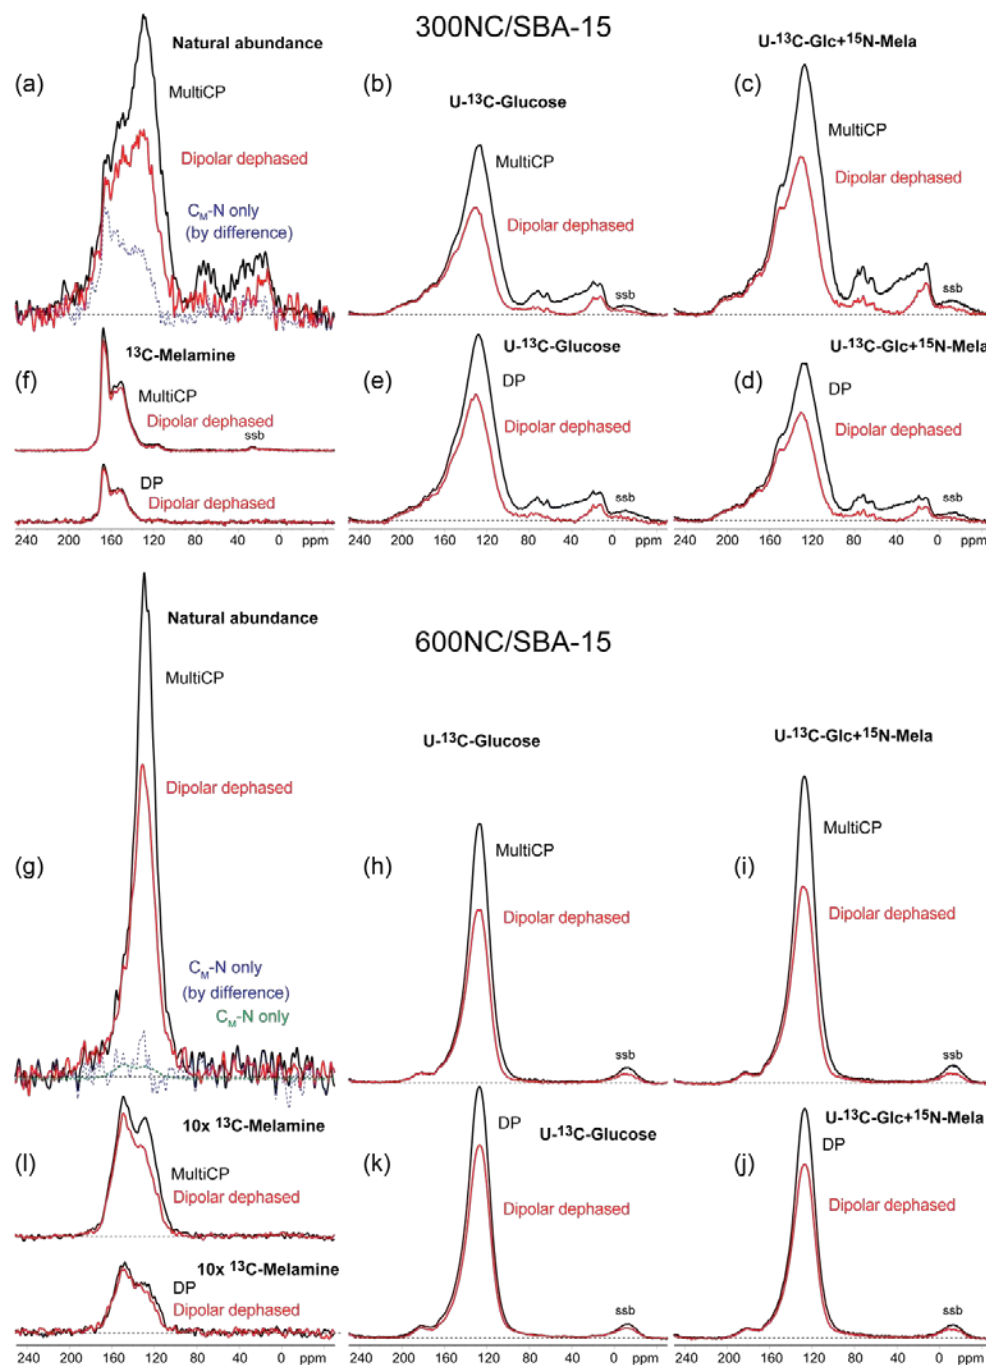 300NC/SBA-15
Natural abundance
(a)
MultiCP
Dipolar dephased
C_M-N only
(by difference)
(b)
U-¹³C-Glucose
MultiCP
Dipolar dephased
ssb
U-¹³C-Glc+¹⁵N-Mela
(c)
MultiCP
Dipolar dephased
ssb
¹³C-Melamine
(f)
MultiCP
Dipolar dephased
ssb
DP
Dipolar dephased
240 200 160 120 80 40 0 ppm
U-¹³C-Glucose
(e)
DP
Dipolar dephased
ssb
240 200 160 120 80 40 0 ppm
U-¹³C-Glc+¹⁵N-Mela
(d)
DP
Dipolar dephased
ssb
240 200 160 120 80 40 0 ppm
600NC/SBA-15
Natural abundance
MultiCP
Dipolar dephased
(g)
C_M-N only
(by difference)
C_M-N only
U-¹³C-Glucose
MultiCP
(h)
Dipolar dephased
ssb
U-¹³C-Glc+¹⁵N-Mela
MultiCP
(i)
Dipolar dephased
ssb
10x ¹³C-Melamine
(l)
MultiCP
Dipolar dephased
10x ¹³C-Melamine
DP
Dipolar dephased
240 200 160 120 80 40 0 ppm
DP
U-¹³C-Glucose
(k)
Dipolar dephased
ssb
240 200 160 120 80 40 0 ppm
U-¹³C-Glc+¹⁵N-Mela
DP
(j)
Dipolar dephased
ssb
240 200 160 120 80 40 0 ppm